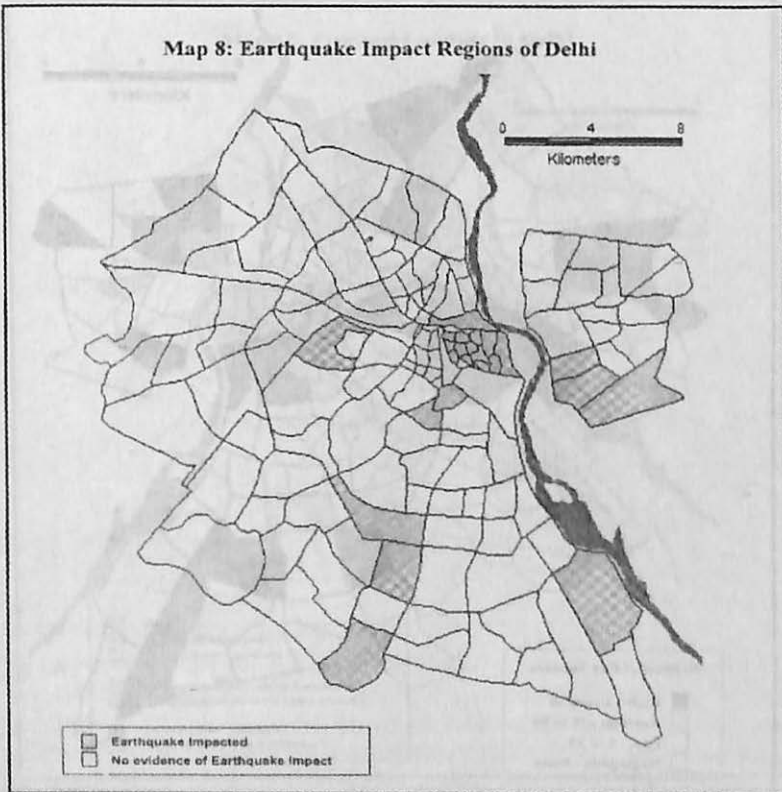 Map 8: Earthquake Impact Regions of Delhi
0 4 8
Kilometers
Earthquake Impacted
No evidence of Earthquake Impact